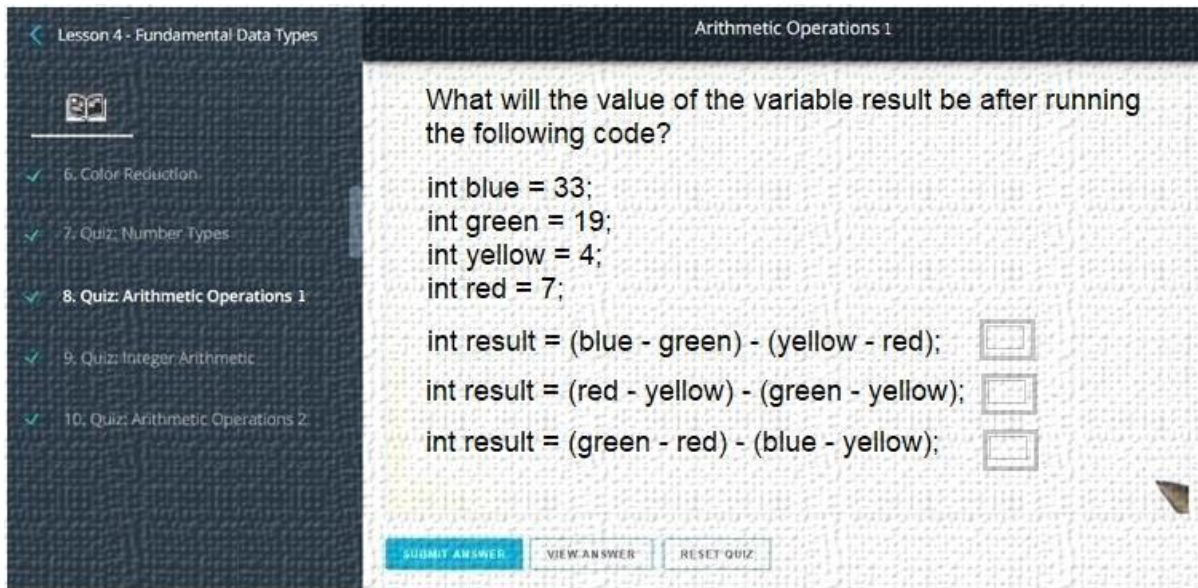 Lesson 4 - Fundamental Data Types
6. Color Reduction
7. Quiz: Number Types
8. Quiz: Arithmetic Operations 1
9. Quiz: Integer Arithmetic
10. Quiz: Arithmetic Operations 2
Arithmetic Operations 1
What will the value of the variable result be after running
the following code?
int blue = 33;
int green = 19;
int yellow = 4;
int red = 7;
int result = (blue - green) - (yellow - red);
int result = (red - yellow) - (green - yellow);
int result = (green - red) - (blue - yellow);
SUBMIT ANSWER
VIEW ANSWER
RESET QUIZ